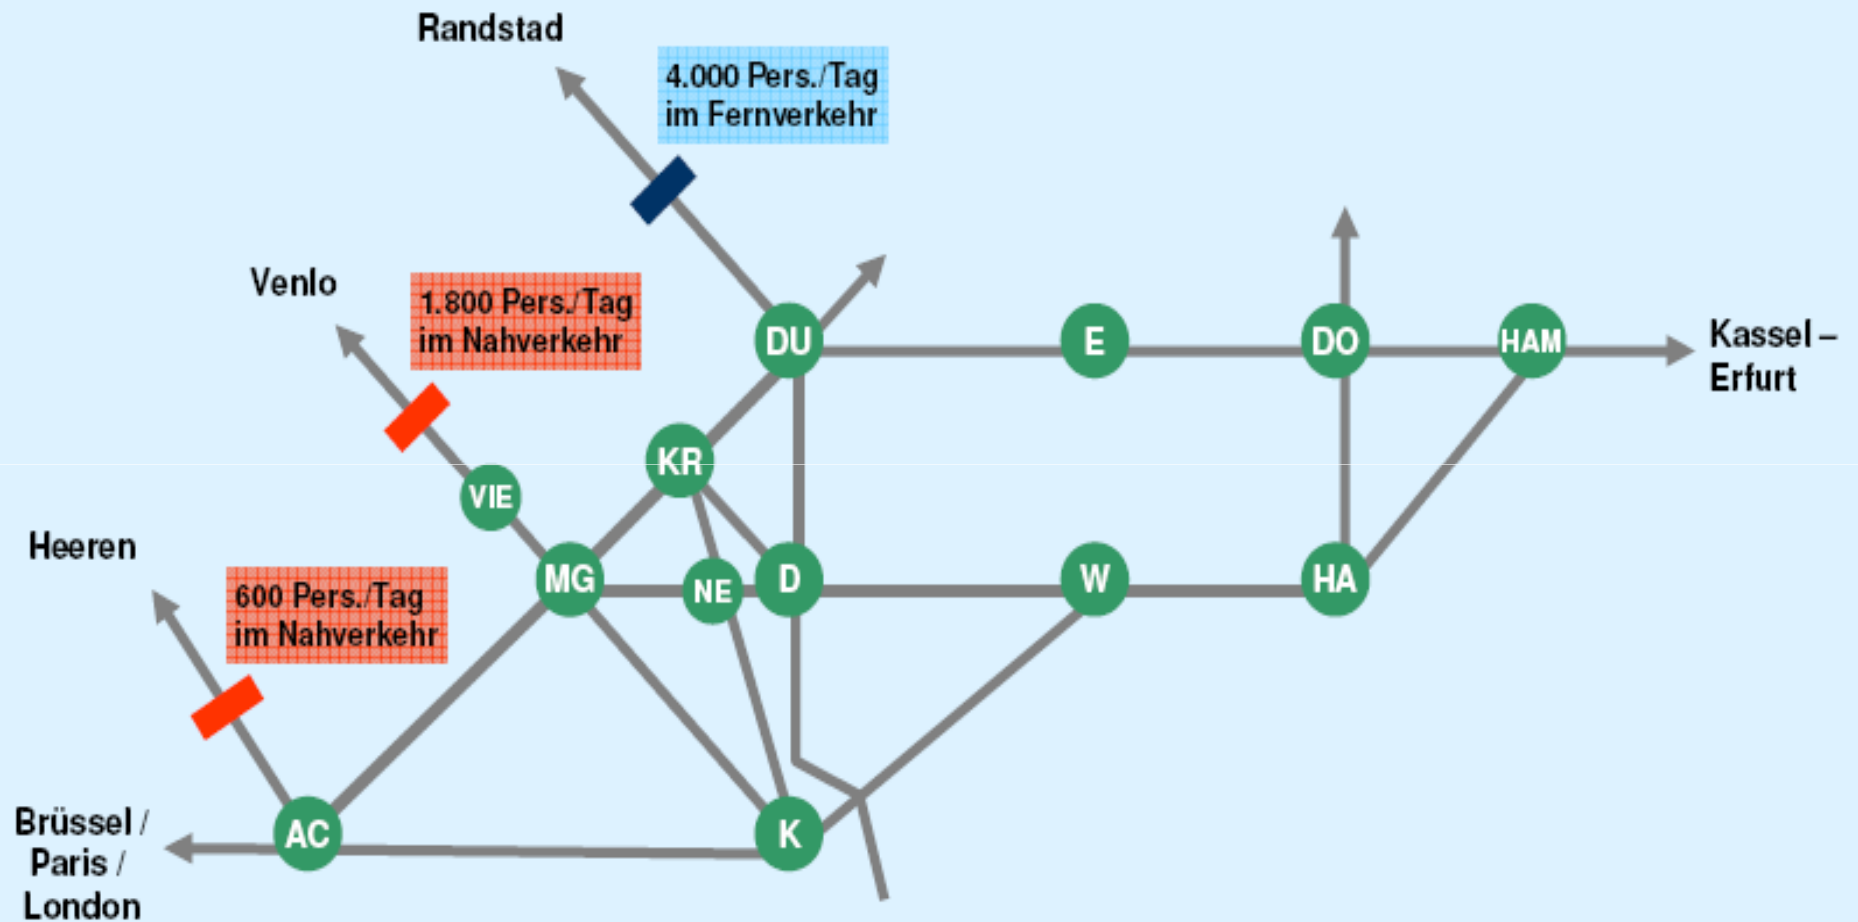 Randstad
4.000 Pers./Tag
im Fernverkehr
Venlo
1.800 Pers./Tag
im Nahverkehr
DU
E
DO
HAM
Kassel –
Erfurt
KR
VIE
Heeren
MG
NE
D
W
HA
600 Pers./Tag
im Nahverkehr
Brüssel /
Paris /
London
AC
K